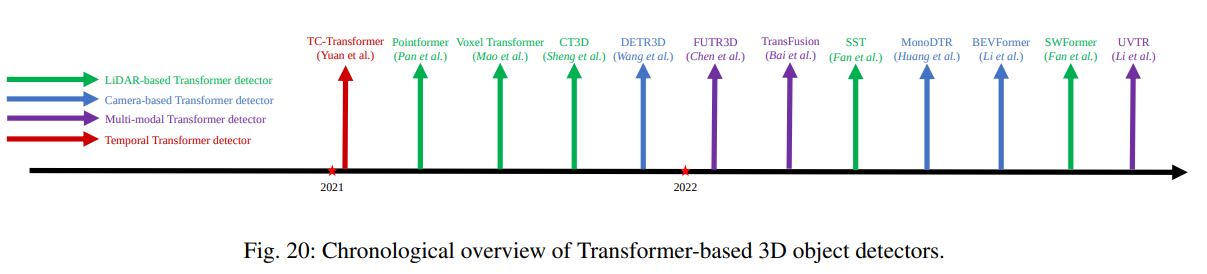 TC-Transformer
(Yuan et al.)
Pointformer
(Pan et al.)
Voxel Transformer
(Mao et al.)
CT3D
(Sheng et al.)
DETR3D
(Wang et al.)
FUTR3D
(Chen et al.)
TransFusion
(Bai et al.)
SST
(Fan et al.)
MonoDTR
(Huang et al.)
BEVFormer
(Li et al.)
SWFormer
(Fan et al.)
UVTR
(Li et al.)
LiDAR-based Transformer detector
Camera-based Transformer detector
Multi-modal Transformer detector
Temporal Transformer detector
2021
2022
Fig. 20: Chronological overview of Transformer-based 3D object detectors.